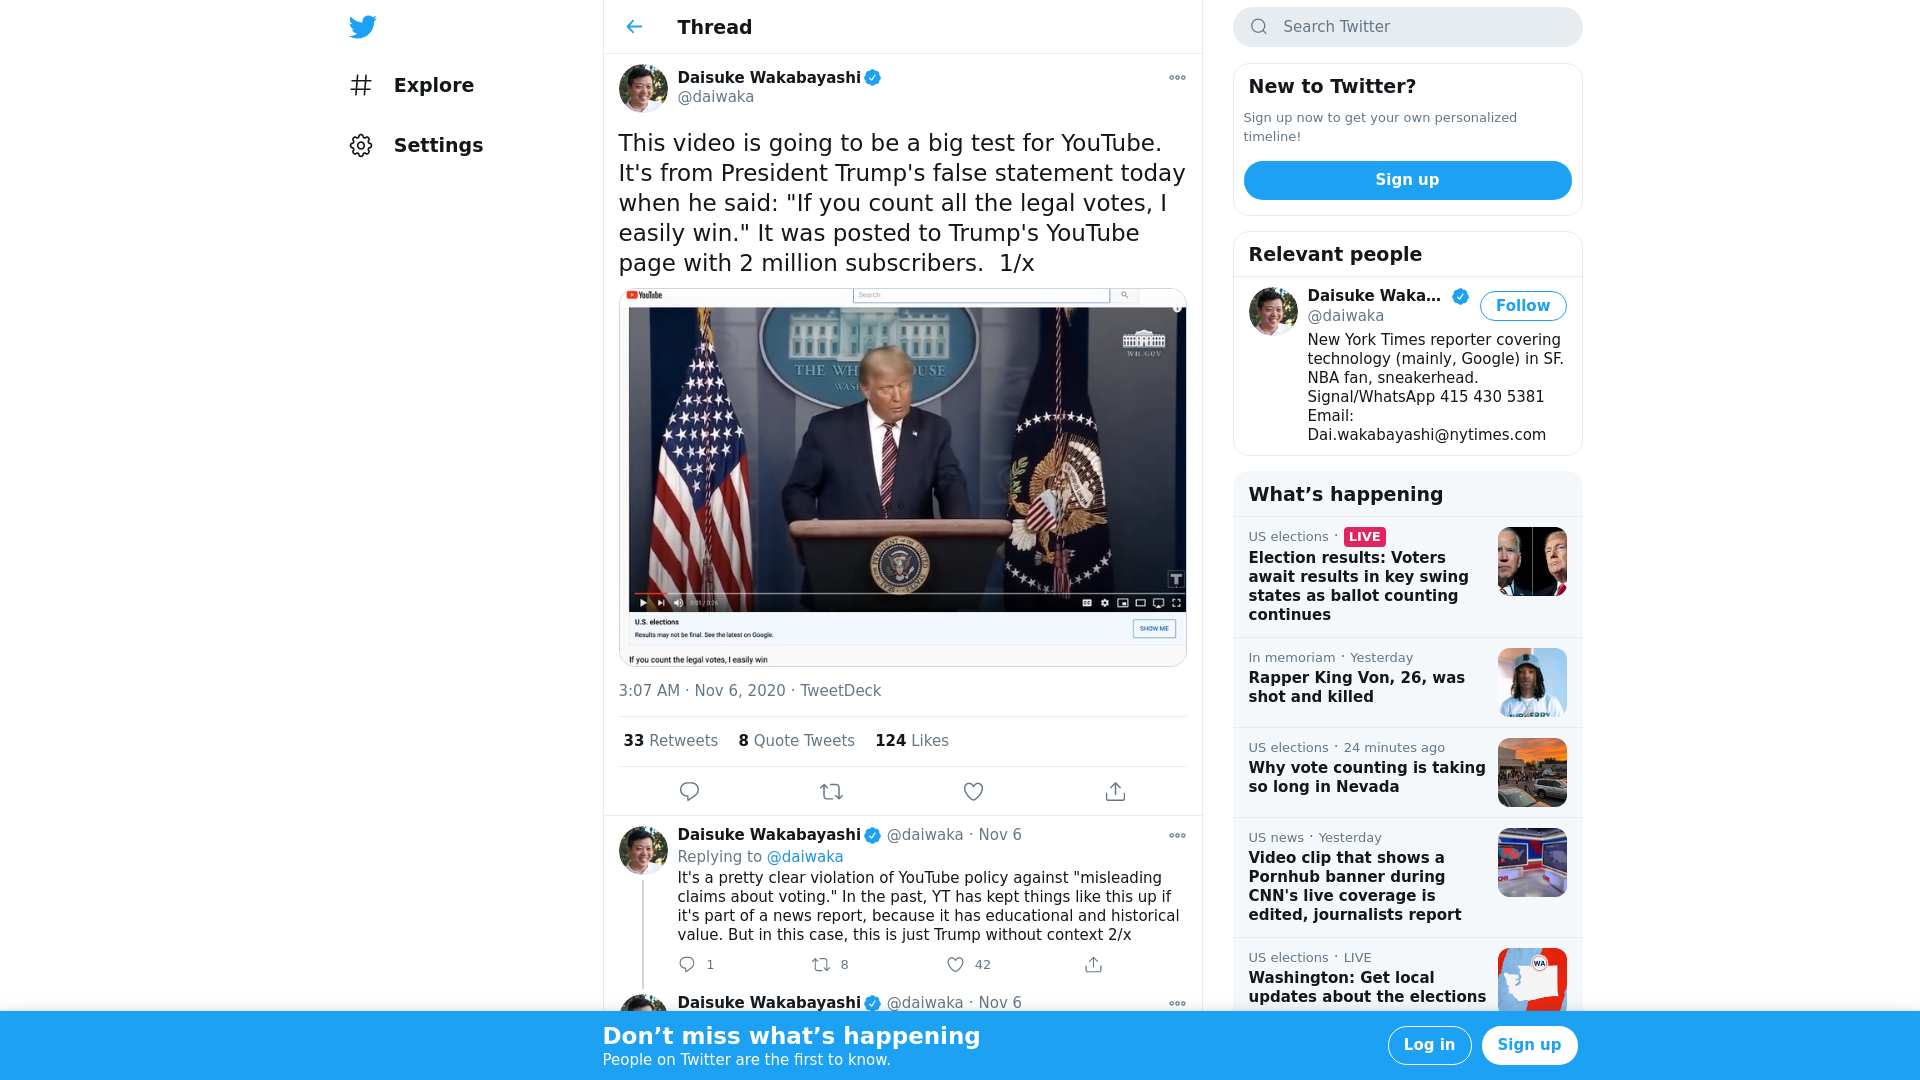 Explore
Settings
Thread
Daisuke Wakabayashi
@daiwaka
This video is going to be a big test for YouTube.
It's from President Trump's false statement today
when he said: "If you count all the legal votes, I
easily win." It was posted to Trump's YouTube
page with 2 million subscribers.  1/x
YouTube
Search
WH.GOV
THE WH
OUSE
WAS
U.S. elections
Results may not be final. See the latest on Google.
SHOW ME
If you count the legal votes, I easily win
3:07 AM · Nov 6, 2020 · TweetDeck
33 Retweets 8 Quote Tweets 124 Likes
Daisuke Wakabayashi @daiwaka · Nov 6
Replying to @daiwaka
It's a pretty clear violation of YouTube policy against "misleading
claims about voting." In the past, YT has kept things like this up if
it's part of a news report, because it has educational and historical
value. But in this case, this is just Trump without context 2/x
1 8 42
Daisuke Wakabayashi @daiwaka · Nov 6
Search Twitter
New to Twitter?
Sign up now to get your own personalized
timeline!
Sign up
Relevant people
Daisuke Waka...
@daiwaka
Follow
New York Times reporter covering
technology (mainly, Google) in SF.
NBA fan, sneakerhead.
Signal/WhatsApp 415 430 5381
Email:
Dai.wakabayashi@nytimes.com
What’s happening
US elections · LIVE
Election results: Voters
await results in key swing
states as ballot counting
continues
In memoriam · Yesterday
Rapper King Von, 26, was
shot and killed
US elections · 24 minutes ago
Why vote counting is taking
so long in Nevada
US news · Yesterday
Video clip that shows a
Pornhub banner during
CNN's live coverage is
edited, journalists report
US elections · LIVE
Washington: Get local
updates about the elections
WA
Don’t miss what’s happening
People on Twitter are the first to know.
Log in
Sign up